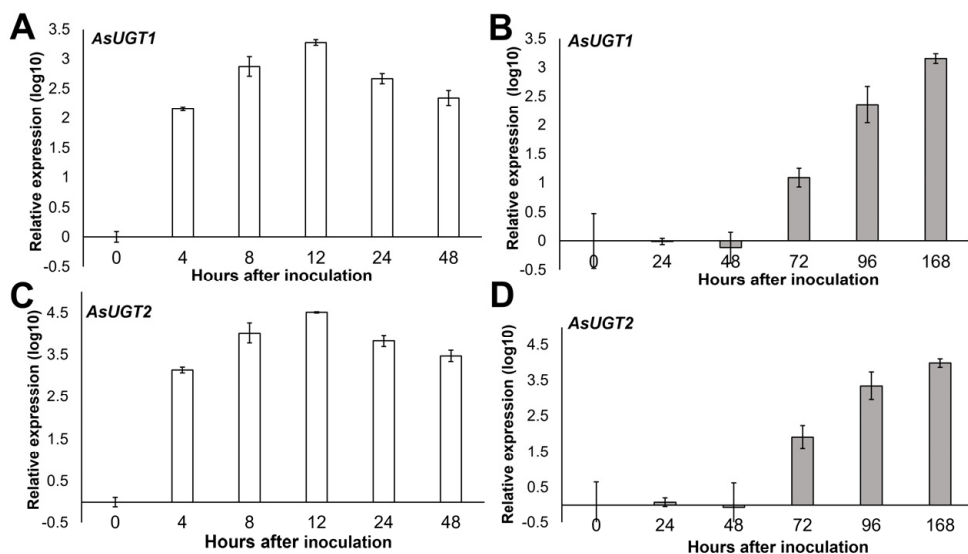 A
AsUGT1
Relative expression (log10)
3.5
3
2.5
2
1.5
1
0.5
0
-0.5
0 4 8 12 24 48
Hours after inoculation
B
AsUGT1
Relative expression (log10)
3.5
3
2.5
2
1.5
1
0.5
0
-0.5
0 24 48 72 96 168
Hours after inoculation
C
AsUGT2
Relative expression (log10)
4.5
3.5
2.5
1.5
0.5
-0.5
0 4 8 12 24 48
Hours after inoculation
D
AsUGT2
Relative expression (log10)
4.5
3.5
2.5
1.5
0.5
-0.5
0 24 48 72 96 168
Hours after inoculation